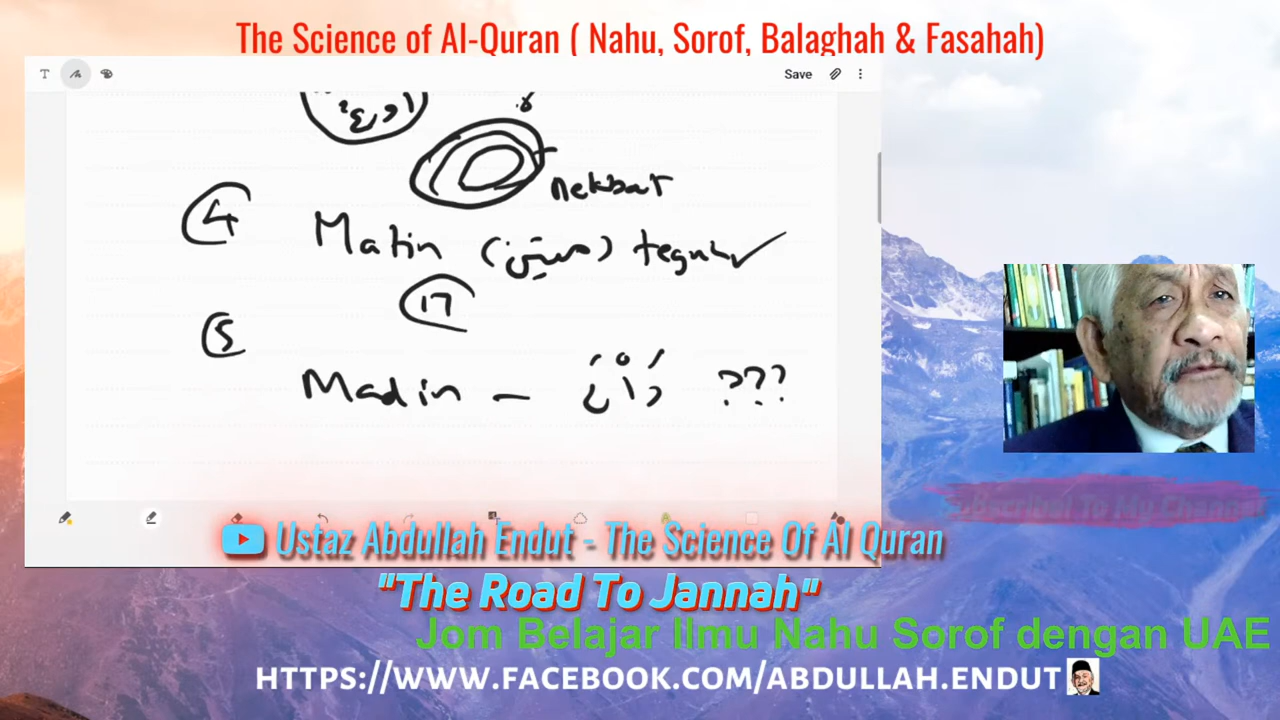 The Science of Al-Quran ( Nahu, Sorof, Balaghah & Fasahah)
T
Save
nekbat
4 Matin (متين) teguh
17
5
Madin – ???
Ustaz Abdullah Endut - The Science Of Al Quran
"The Road To Jannah"
Jom Belajar Ilmu Nahu Sorof dengan UAE
HTTPS://WWW.FACEBOOK.COM/ABDULLAH.ENDUT